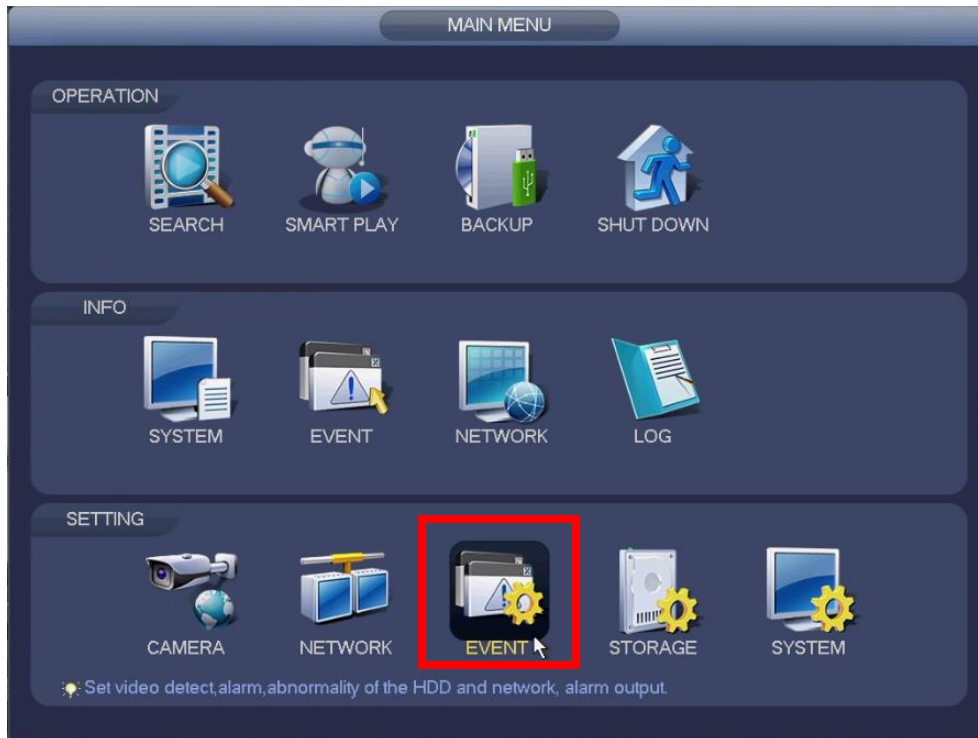 MAIN MENU
OPERATION
SEARCH SMART PLAY BACKUP SHUT DOWN
INFO
SYSTEM EVENT NETWORK LOG
SETTING
CAMERA NETWORK EVENT STORAGE SYSTEM
Set video detect,alarm,abnormality of the HDD and network, alarm output.